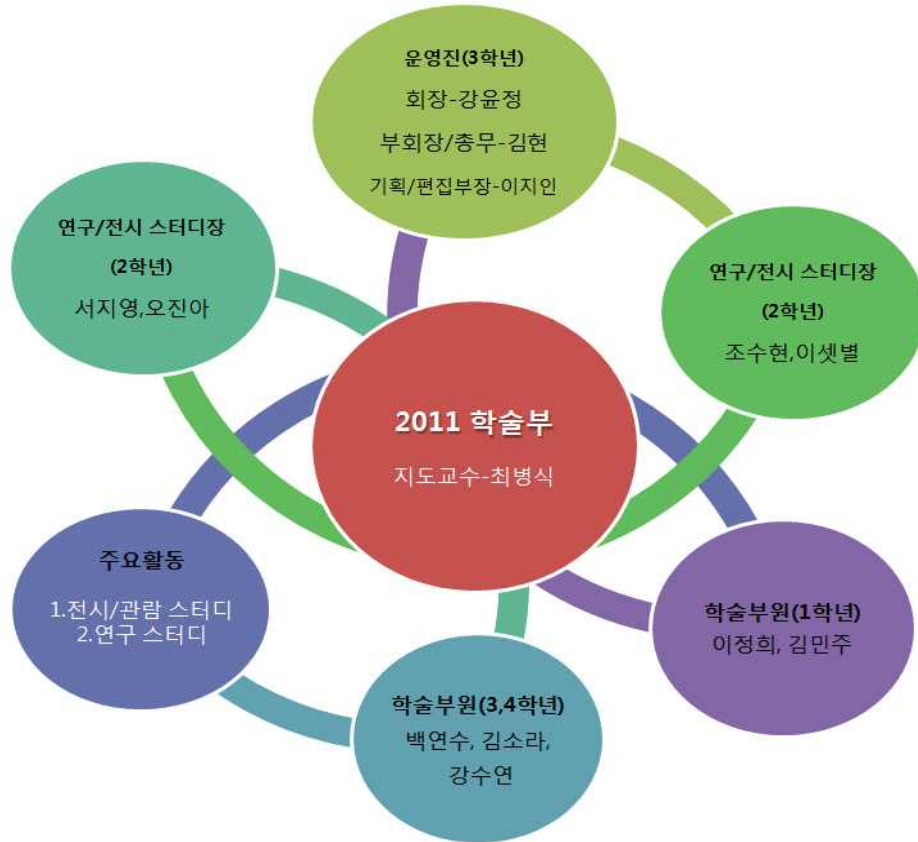 운영진(3학년)
회장-강윤정
부회장/총무-김현
기획/편집부장-이지인
연구/전시 스터디장
(2학년)
서지영,오진아
연구/전시 스터디장
(2학년)
조수현,이셋별
2011 학술부
지도교수-최병식
주요활동
1.전시/관람 스터디
2.연구 스터디
학술부원(1학년)
이정희, 김민주
학술부원(3,4학년)
백연수, 김소라,
강수연